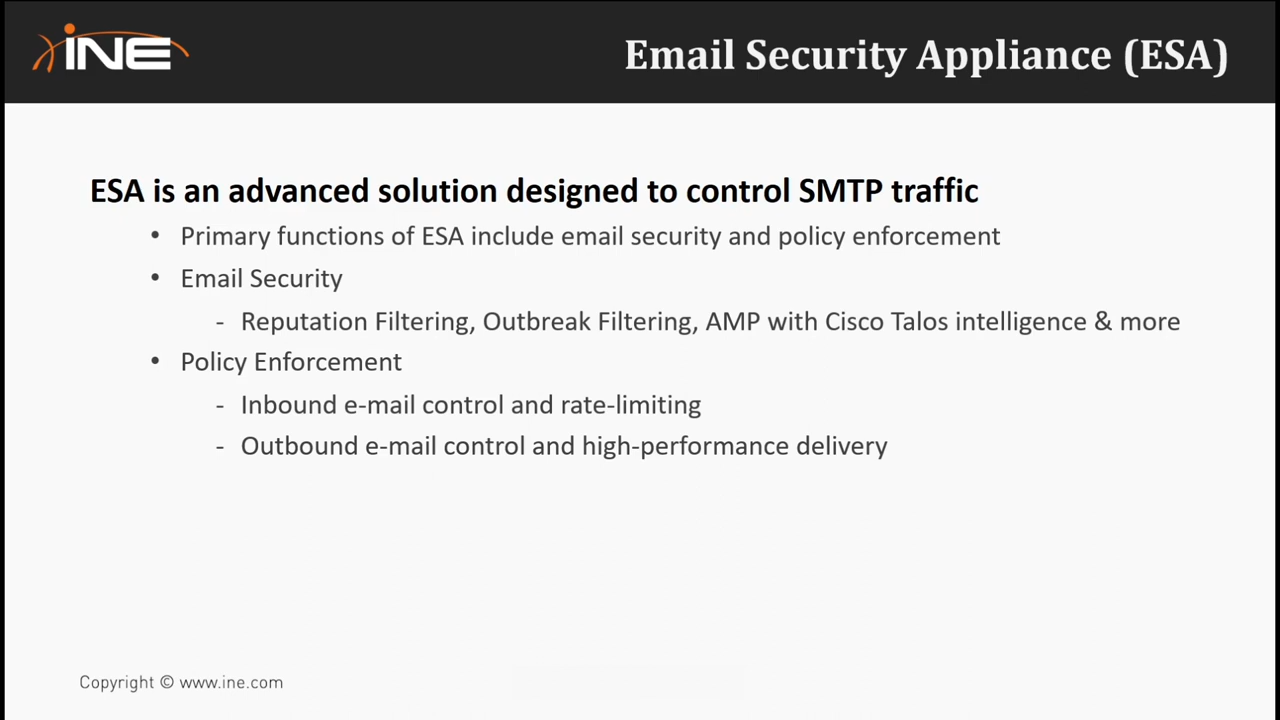 iNE
Email Security Appliance (ESA)
ESA is an advanced solution designed to control SMTP traffic
• Primary functions of ESA include email security and policy enforcement
• Email Security
- Reputation Filtering, Outbreak Filtering, AMP with Cisco Talos intelligence & more
• Policy Enforcement
- Inbound e-mail control and rate-limiting
- Outbound e-mail control and high-performance delivery
Copyright © www.ine.com